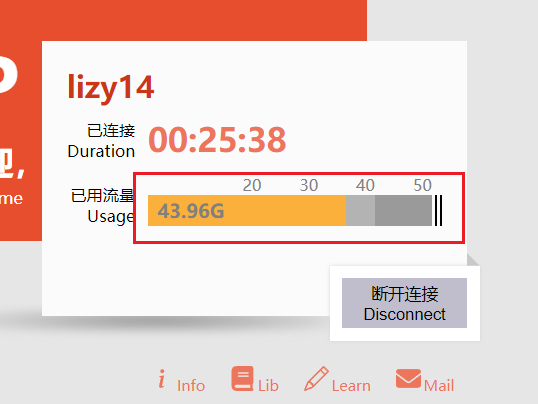 迎,
me
lizy14
已连接
Duration
00:25:38
已用流量
Usage
20 30 40 50
43.96G
断开连接
Disconnect
i Info
Lib
Learn
Mail